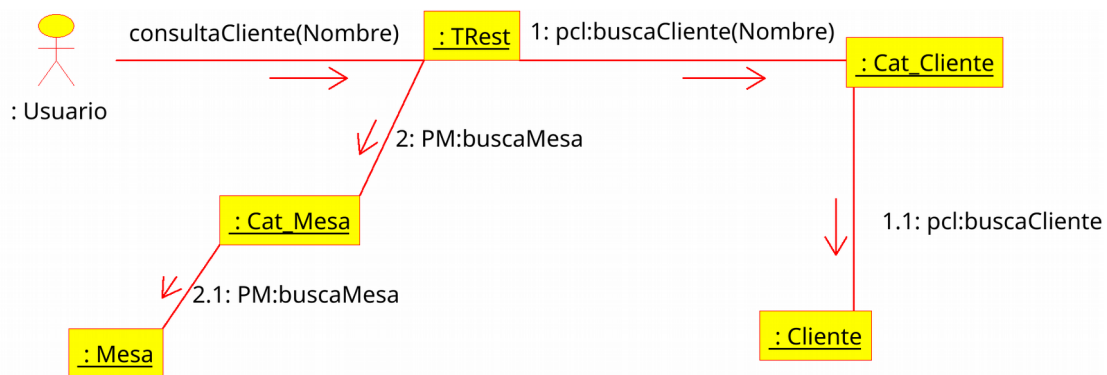 consultaCliente(Nombre)
: TRest
1: pcl:buscaCliente(Nombre)
: Cat_Cliente
: Usuario
2: PM:buscaMesa
: Cat_Mesa
1.1: pcl:buscaCliente
2.1: PM:buscaMesa
: Cliente
: Mesa